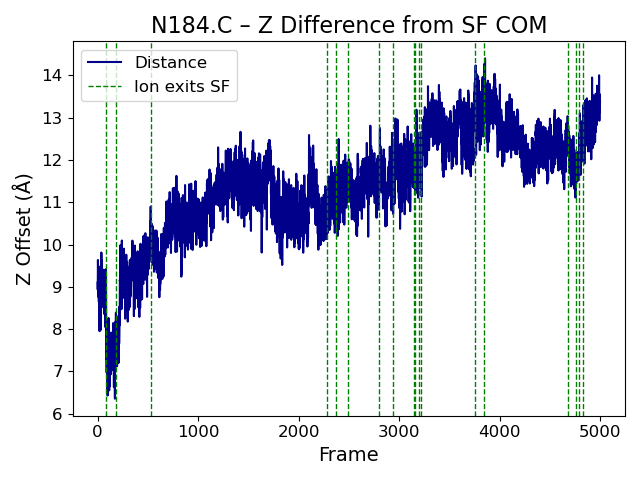 N184.C – Z Difference from SF COM
Distance
Ion exits SF
Z Offset (Å)
14
13
12
11
10
9
8
7
6
0 1000 2000 3000 4000 5000
Frame